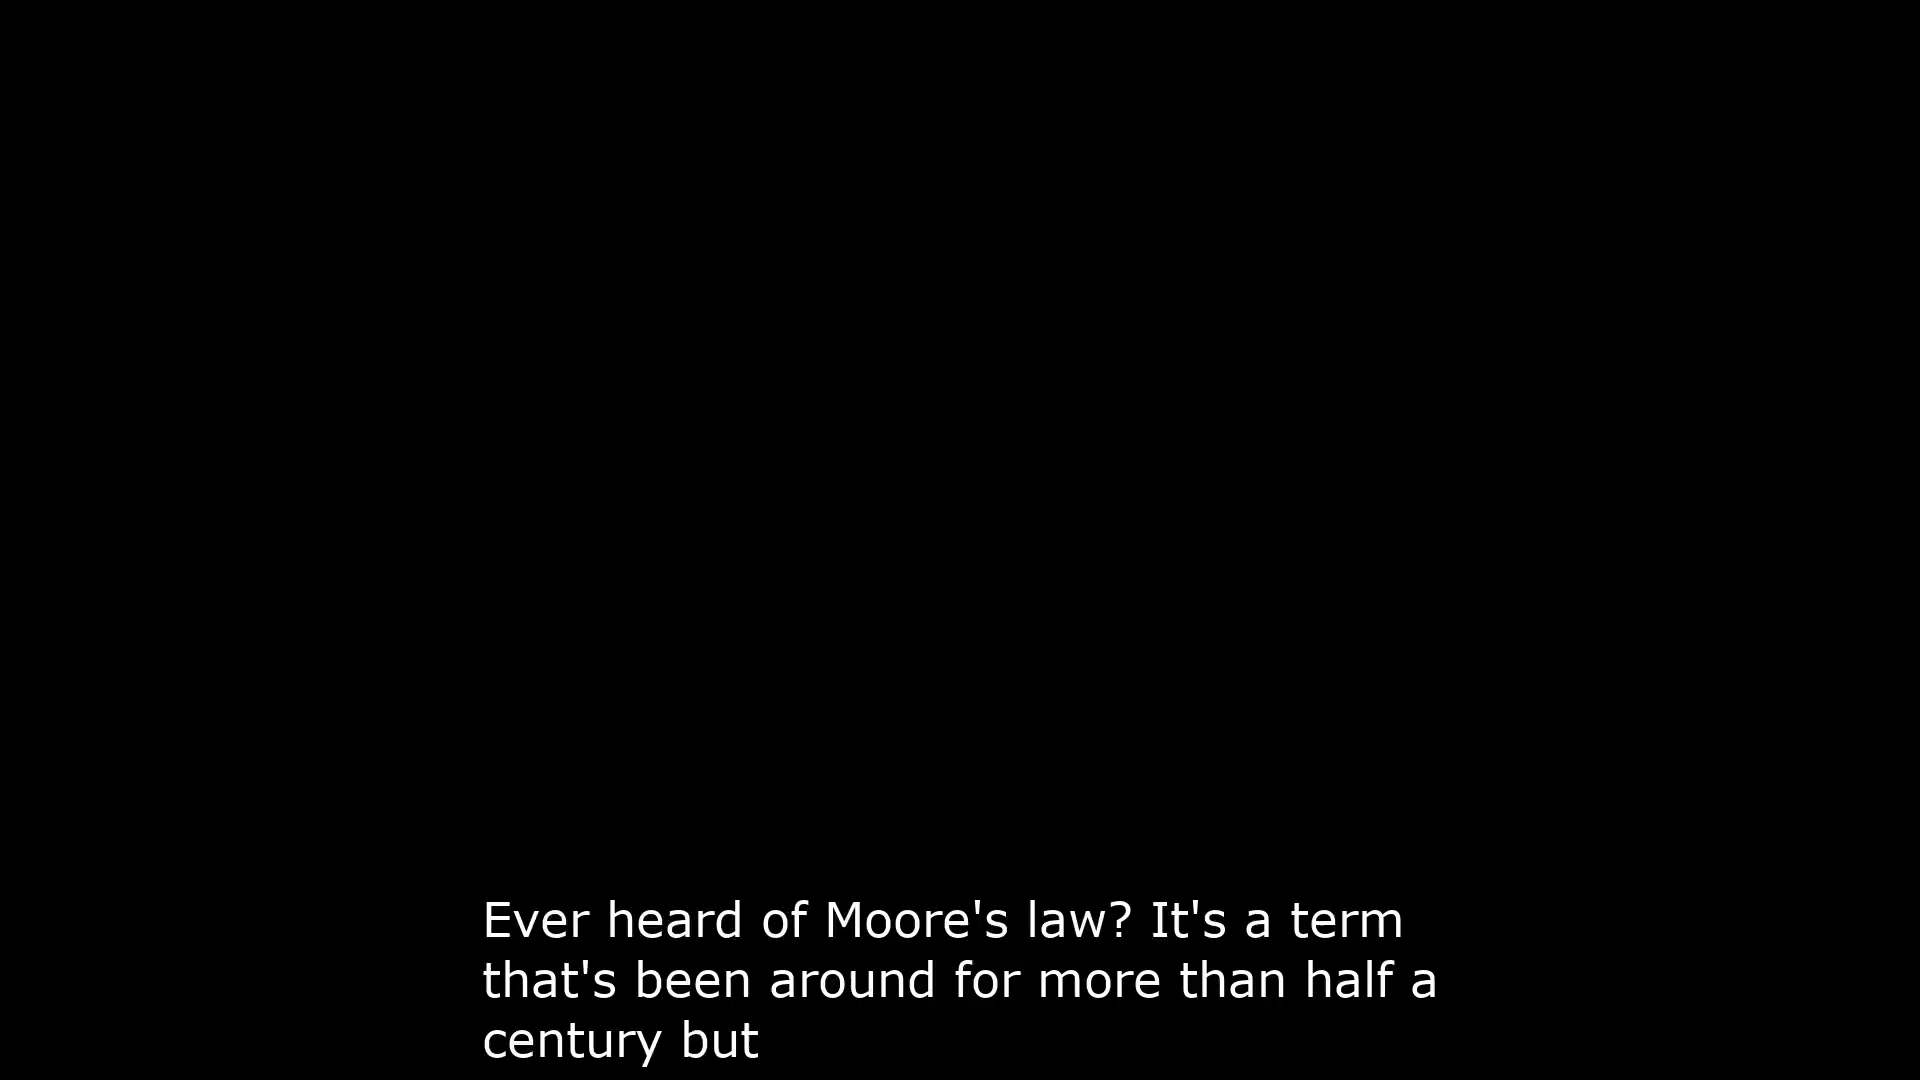 Ever heard of Moore's law? It's a term
that's been around for more than half a
century but